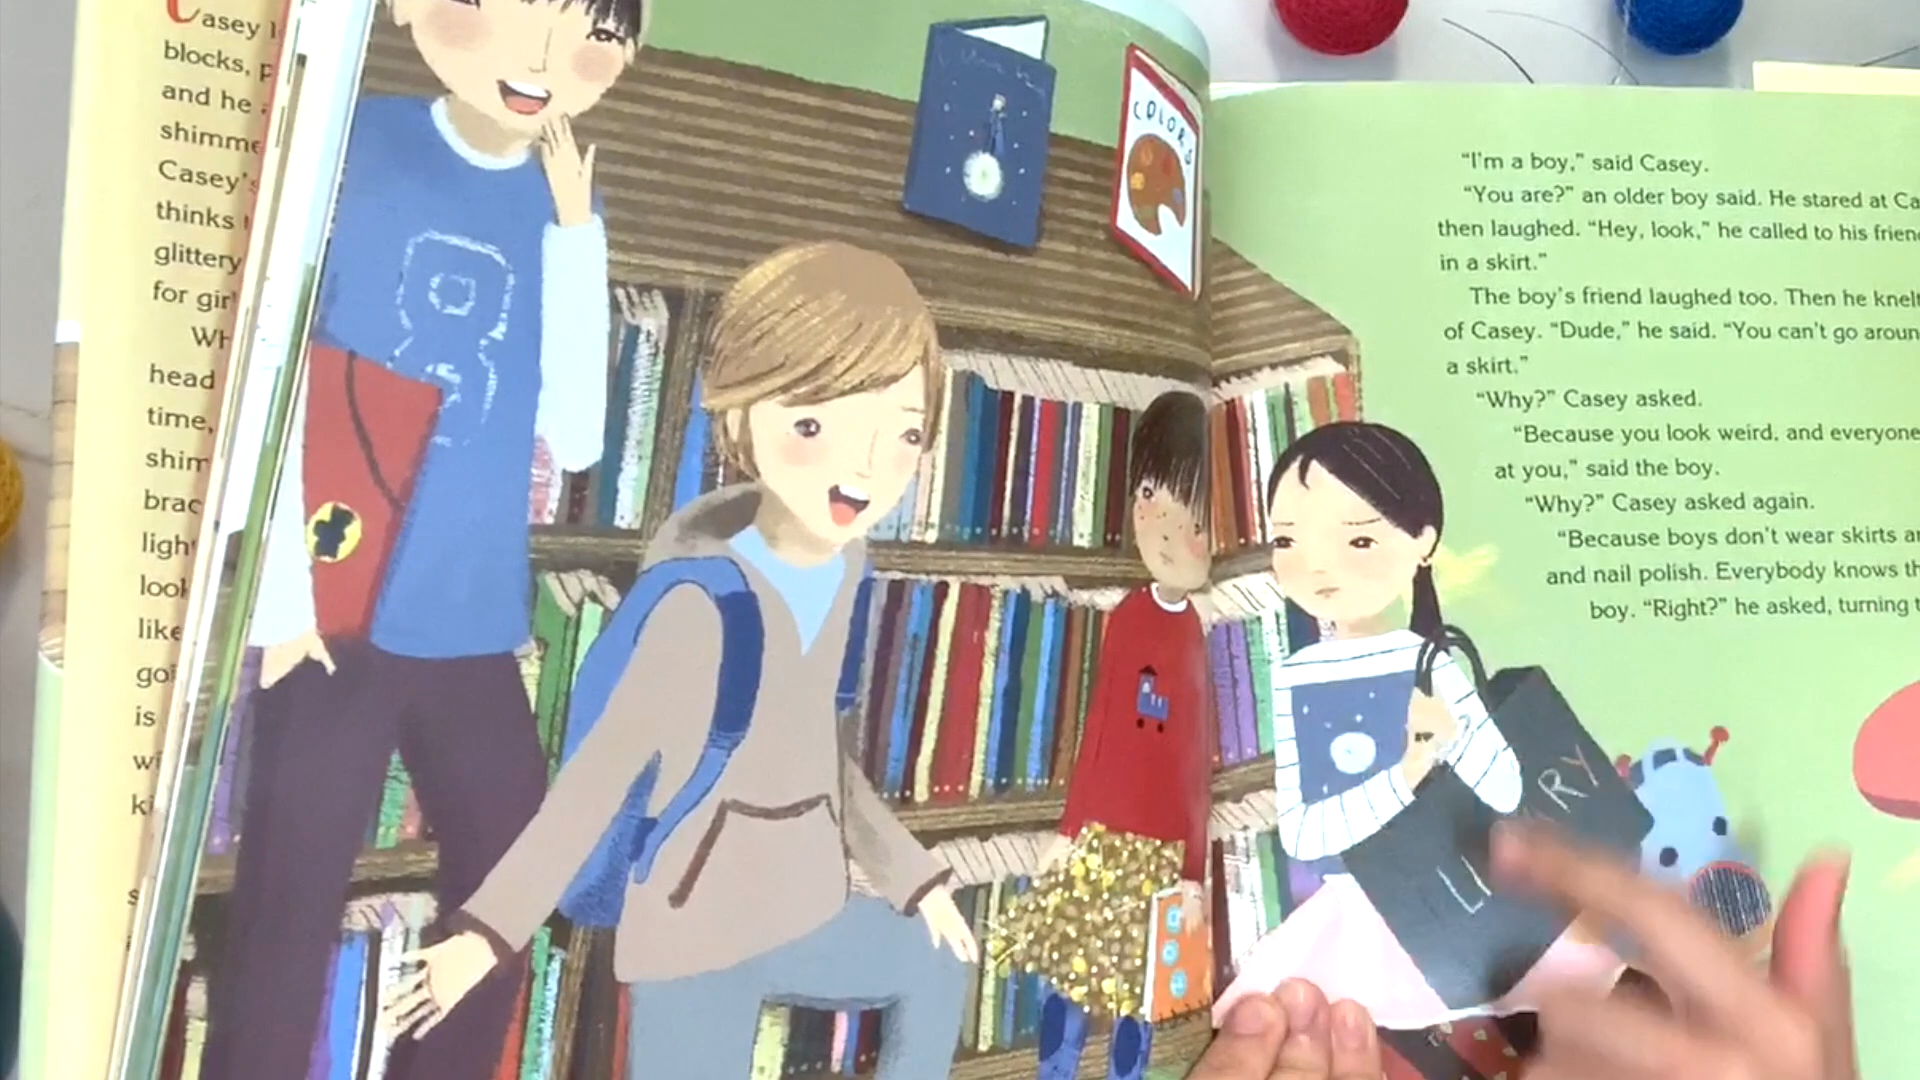 Casey
blocks,
and he
shimme
Casey's
thinks
glittery
for girl
Wh
head
time,
shim
brac
light
look
like
goi
is
wi
ki
COLORS
"I'm a boy," said Casey.
"You are?" an older boy said. He stared at Ca
then laughed. "Hey, look," he called to his frien
in a skirt."
The boy's friend laughed too. Then he knelt
of Casey. "Dude," he said. "You can't go aroun
a skirt."
"Why?" Casey asked.
"Because you look weird, and everyone
at you," said the boy.
"Why?" Casey asked again.
"Because boys don't wear skirts a
and nail polish. Everybody knows th
boy. "Right?" he asked, turning t